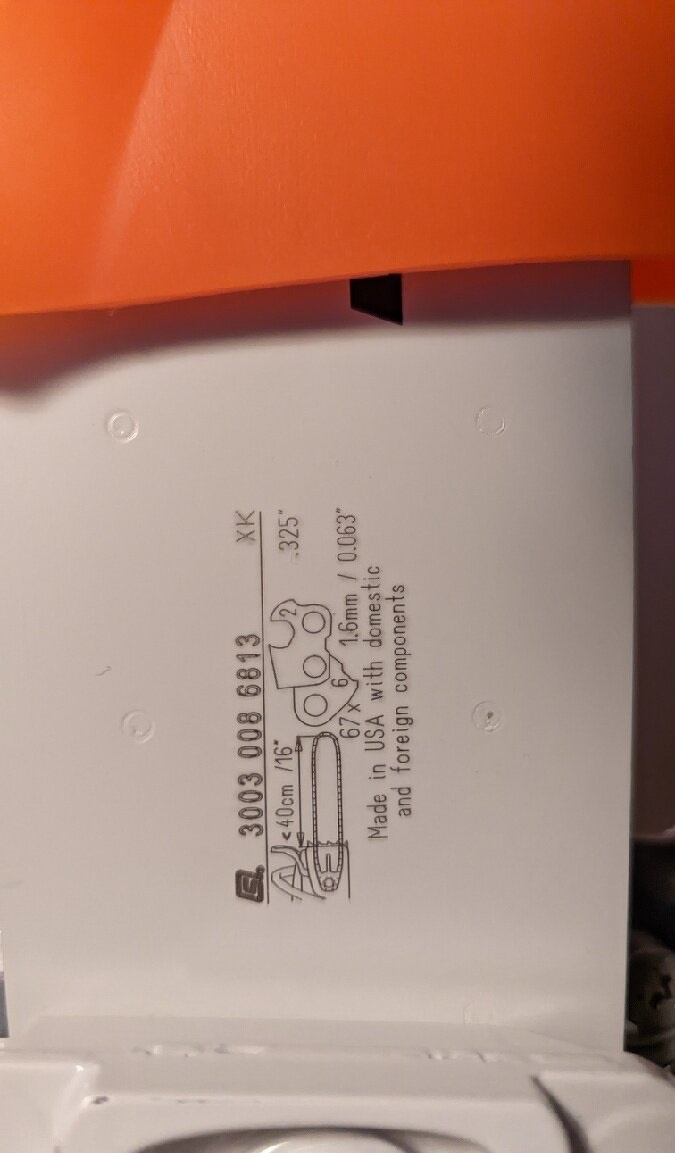 3003 008 6813 XK
<40cm /16" 2 .325"
6
67x 1.6mm / 0.063"
Made in USA with domestic
and foreign components